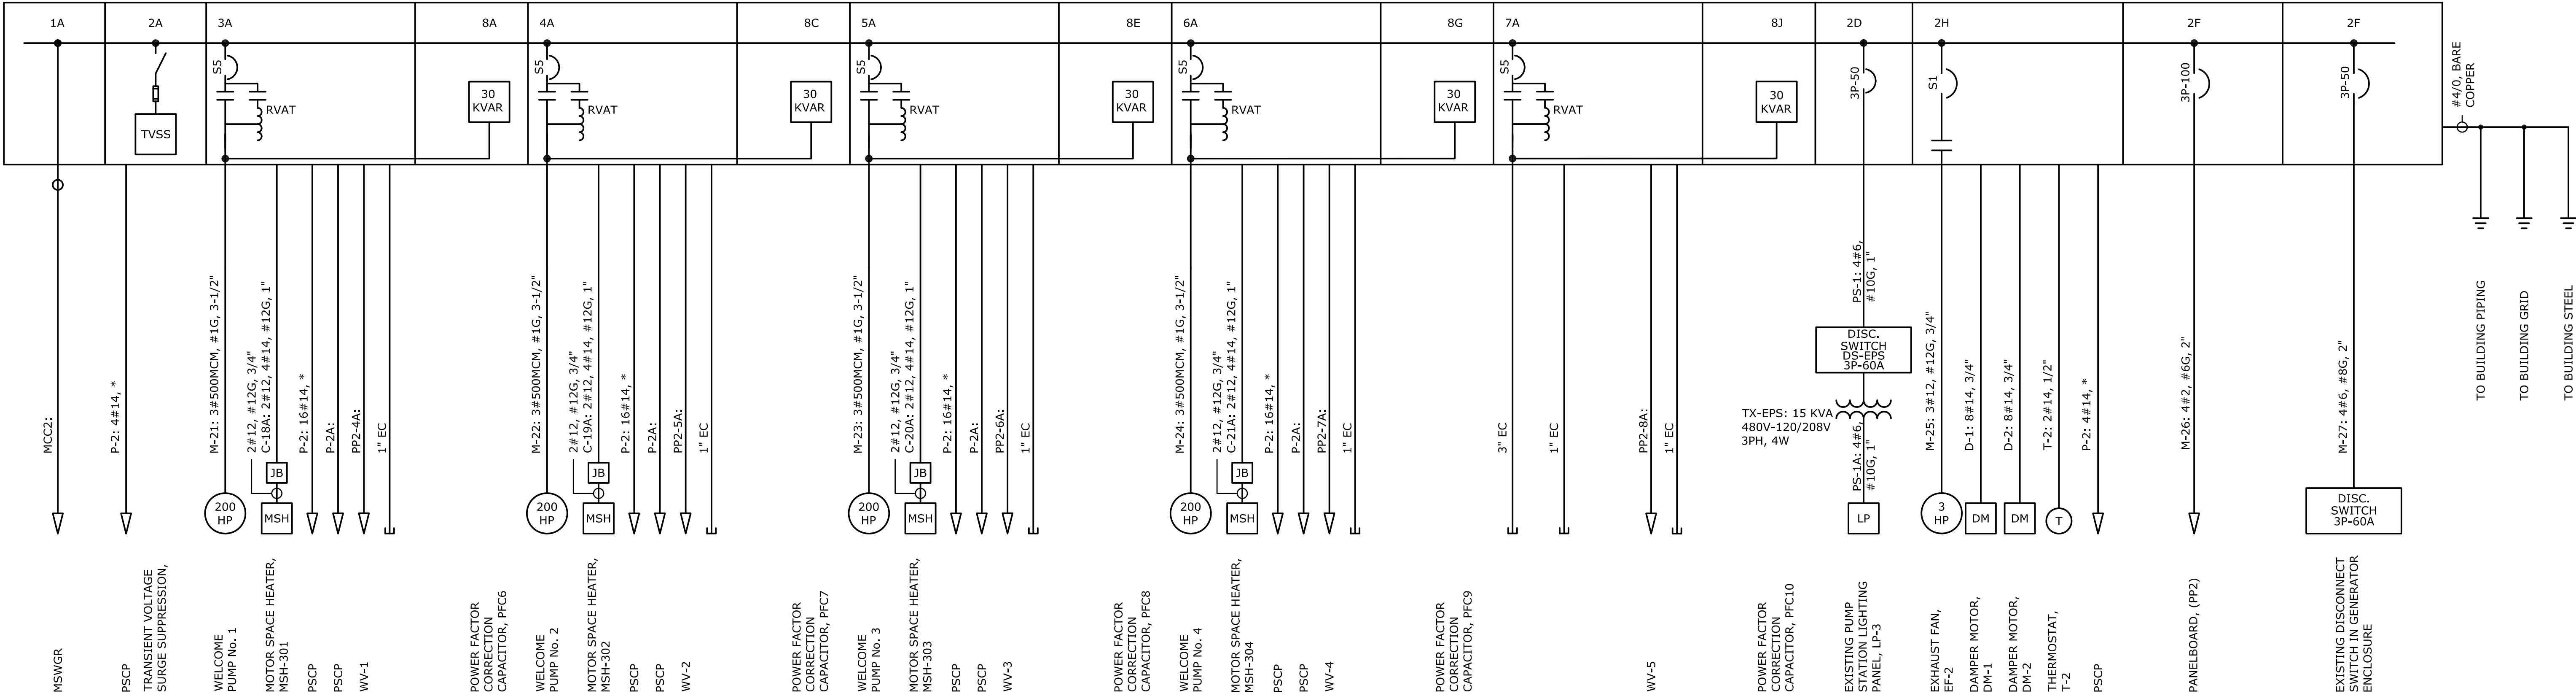 1A
2A
3A
8A
4A
8C
5A
8E
6A
8G
7A
8J
2D
2H
2F
2F
S5
RVAT
30
KVAR
S5
RVAT
30
KVAR
S5
RVAT
30
KVAR
S5
RVAT
30
KVAR
S5
RVAT
30
KVAR
TVSS
3P-50
S1
3P-100
3P-50
#4/0, BARE
COPPER
MCC2:
P-2: 4#14, *
M-21: 3#500MCM, #1G, 3-1/2"
2#12, #12G, 3/4"
C-18A: 2#12, 4#14, #12G, 1"
P-2: 16#14, *
P-2A:
PP2-4A:
1" EC
M-22: 3#500MCM, #1G, 3-1/2"
2#12, #12G, 3/4"
C-19A: 2#12, 4#14, #12G, 1"
P-2: 16#14, *
P-2A:
PP2-5A:
1" EC
M-23: 3#500MCM, #1G, 3-1/2"
2#12, #12G, 3/4"
C-20A: 2#12, 4#14, #12G, 1"
P-2: 16#14, *
P-2A:
PP2-6A:
1" EC
M-24: 3#500MCM, #1G, 3-1/2"
2#12, #12G, 3/4"
C-21A: 2#12, 4#14, #12G, 1"
P-2: 16#14, *
P-2A:
PP2-7A:
1" EC
3" EC
1" EC
PP2-8A:
1" EC
PS-1: 4#6,
#10G, 1"
DISC.
SWITCH
DS-EPS
3P-60A
TX-EPS: 15 KVA
480V-120/208V
3PH, 4W
PS-1A: 4#6,
#10G, 1"
M-25: 3#12, #12G, 3/4"
D-1: 8#14, 3/4"
D-2: 8#14, 3/4"
T-2: 2#14, 1/2"
P-2: 4#14, *
M-26: 4#2, #6G, 2"
M-27: 4#6, #8G, 2"
TO BUILDING PIPING
TO BUILDING GRID
TO BUILDING STEEL
200
HP
JB
MSH
200
HP
JB
MSH
200
HP
JB
MSH
200
HP
JB
MSH
LP
3
HP
DM
DM
T
DISC.
SWITCH
3P-60A
MSWGR
PSCP
TRANSIENT VOLTAGE
SURGE SUPPRESSION,
WELCOME
PUMP No. 1
MOTOR SPACE HEATER,
MSH-301
PSCP
PSCP
WV-1
POWER FACTOR
CORRECTION
CAPACITOR, PFC6
WELCOME
PUMP No. 2
MOTOR SPACE HEATER,
MSH-302
PSCP
PSCP
WV-2
POWER FACTOR
CORRECTION
CAPACITOR, PFC7
WELCOME
PUMP No. 3
MOTOR SPACE HEATER,
MSH-303
PSCP
PSCP
WV-3
POWER FACTOR
CORRECTION
CAPACITOR, PFC8
WELCOME
PUMP No. 4
MOTOR SPACE HEATER,
MSH-304
PSCP
PSCP
WV-4
POWER FACTOR
CORRECTION
CAPACITOR, PFC9
WV-5
POWER FACTOR
CORRECTION
CAPACITOR, PFC10
EXISTING PUMP
STATION LIGHTING
PANEL, LP-3
EXHAUST FAN,
EF-2
DAMPER MOTOR,
DM-1
DAMPER MOTOR,
DM-2
THERMOSTAT,
T-2
PSCP
PANELBOARD, (PP2)
EXISTING DISCONNECT
SWITCH IN GENERATOR
ENCLOSURE